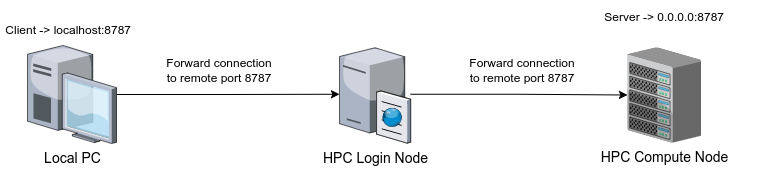 Client -> localhost:8787
Server -> 0.0.0.0:8787
Forward connection
to remote port 8787
Forward connection
to remote port 8787
Local PC
HPC Login Node
HPC Compute Node